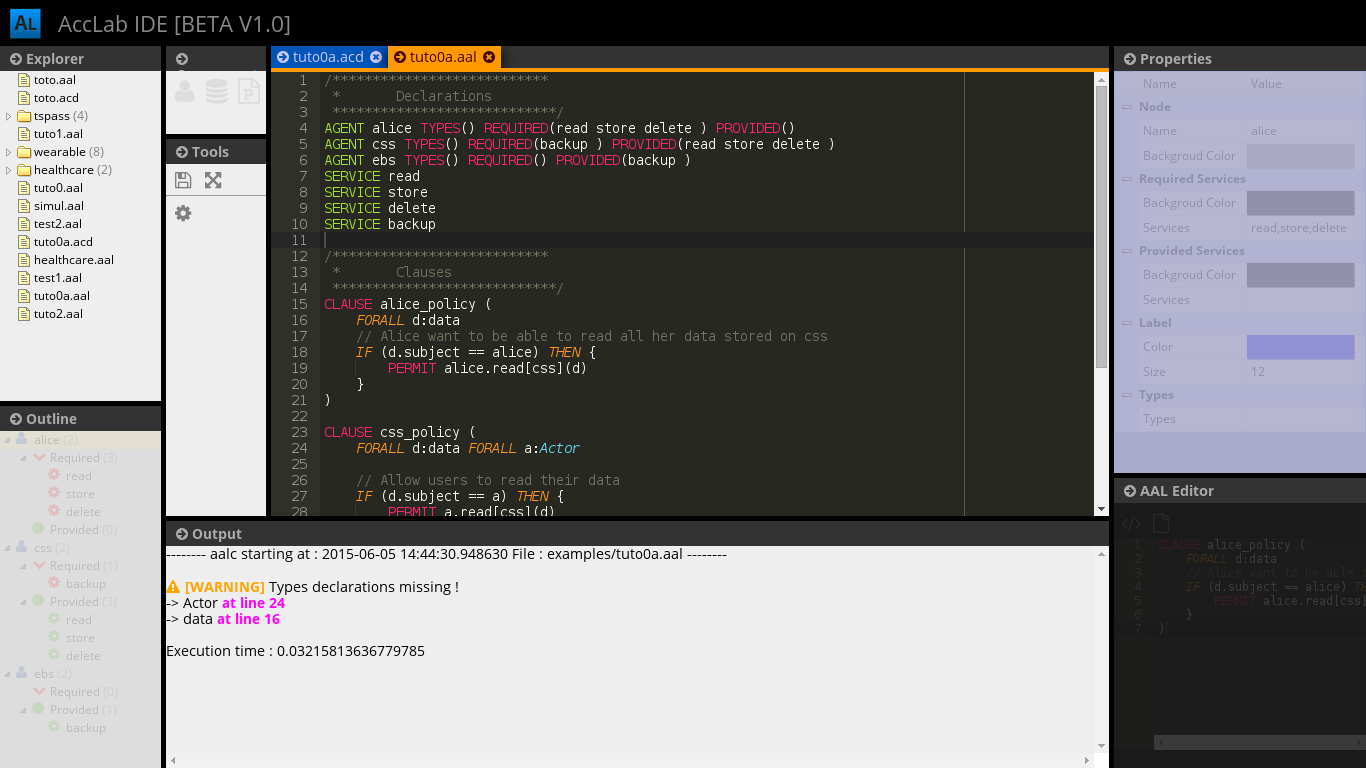 AL AccLab IDE [BETA V1.0]
Explorer
toto.aal
toto.acd
tspass (4)
tuto1.aal
wearable (8)
healthcare (2)
tuto0.aal
simul.aal
test2.aal
tuto0a.acd
healthcare.aal
test1.aal
tuto0a.aal
tuto2.aal
Outline
alice (2)
Required (3)
read
store
delete
Provided (0)
css (2)
Required (1)
backup
Provided (3)
read
store
delete
ebs (2)
Required (0)
Provided (1)
backup
P
Tools
tuto0a.acd tuto0a.aal
1 /***************************
2 * Declarations
3 ****************************/
4 AGENT alice TYPES() REQUIRED(read store delete ) PROVIDED()
5 AGENT css TYPES() REQUIRED(backup ) PROVIDED(read store delete )
6 AGENT ebs TYPES() REQUIRED() PROVIDED(backup )
7 SERVICE read
8 SERVICE store
9 SERVICE delete
10 SERVICE backup
11
12 /***************************
13 * Clauses
14 ****************************/
15 CLAUSE alice_policy (
16 FORALL d:data
17 // Alice want to be able to read all her data stored on css
18 IF (d.subject == alice) THEN {
19 PERMIT alice.read[css](d)
20 }
21 )
22
23 CLAUSE css_policy (
24 FORALL d:data FORALL a:Actor
25
26 // Allow users to read their data
27 IF (d.subject == a) THEN {
28 PERMIT a.read[css](d)
Output
-------- aalc starting at : 2015-06-05 14:44:30.948630 File : examples/tuto0a.aal --------
[WARNING] Types declarations missing !
-> Actor at line 24
-> data at line 16
Execution time : 0.03215813636779785
Properties
Name Value
Node
Name alice
Backgroud Color
Required Services
Backgroud Color
Services read,store,delete
Provided Services
Backgroud Color
Services
Label
Color
Size 12
Types
Types
AAL Editor
1 CLAUSE alice_policy (
2 FORALL d:data
3 // Alice want to be able
4 IF (d.subject == alice) TH
5 PERMIT alice.read[css]
6 }
7 )